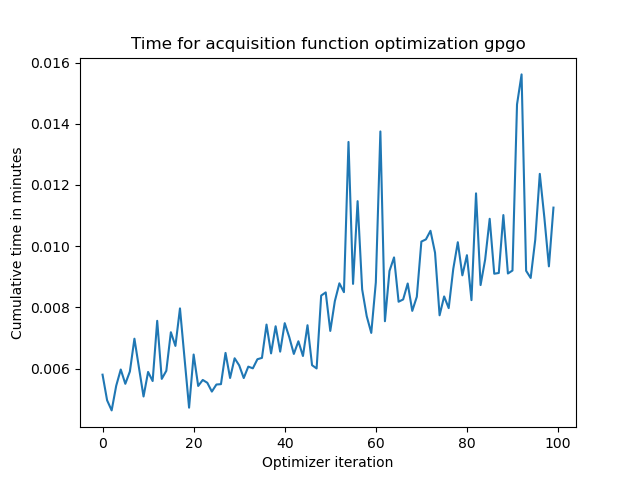 Time for acquisition function optimization gpgo
0.016
0.014
0.012
0.010
0.008
0.006
Cumulative time in minutes
0 20 40 60 80 100
Optimizer iteration